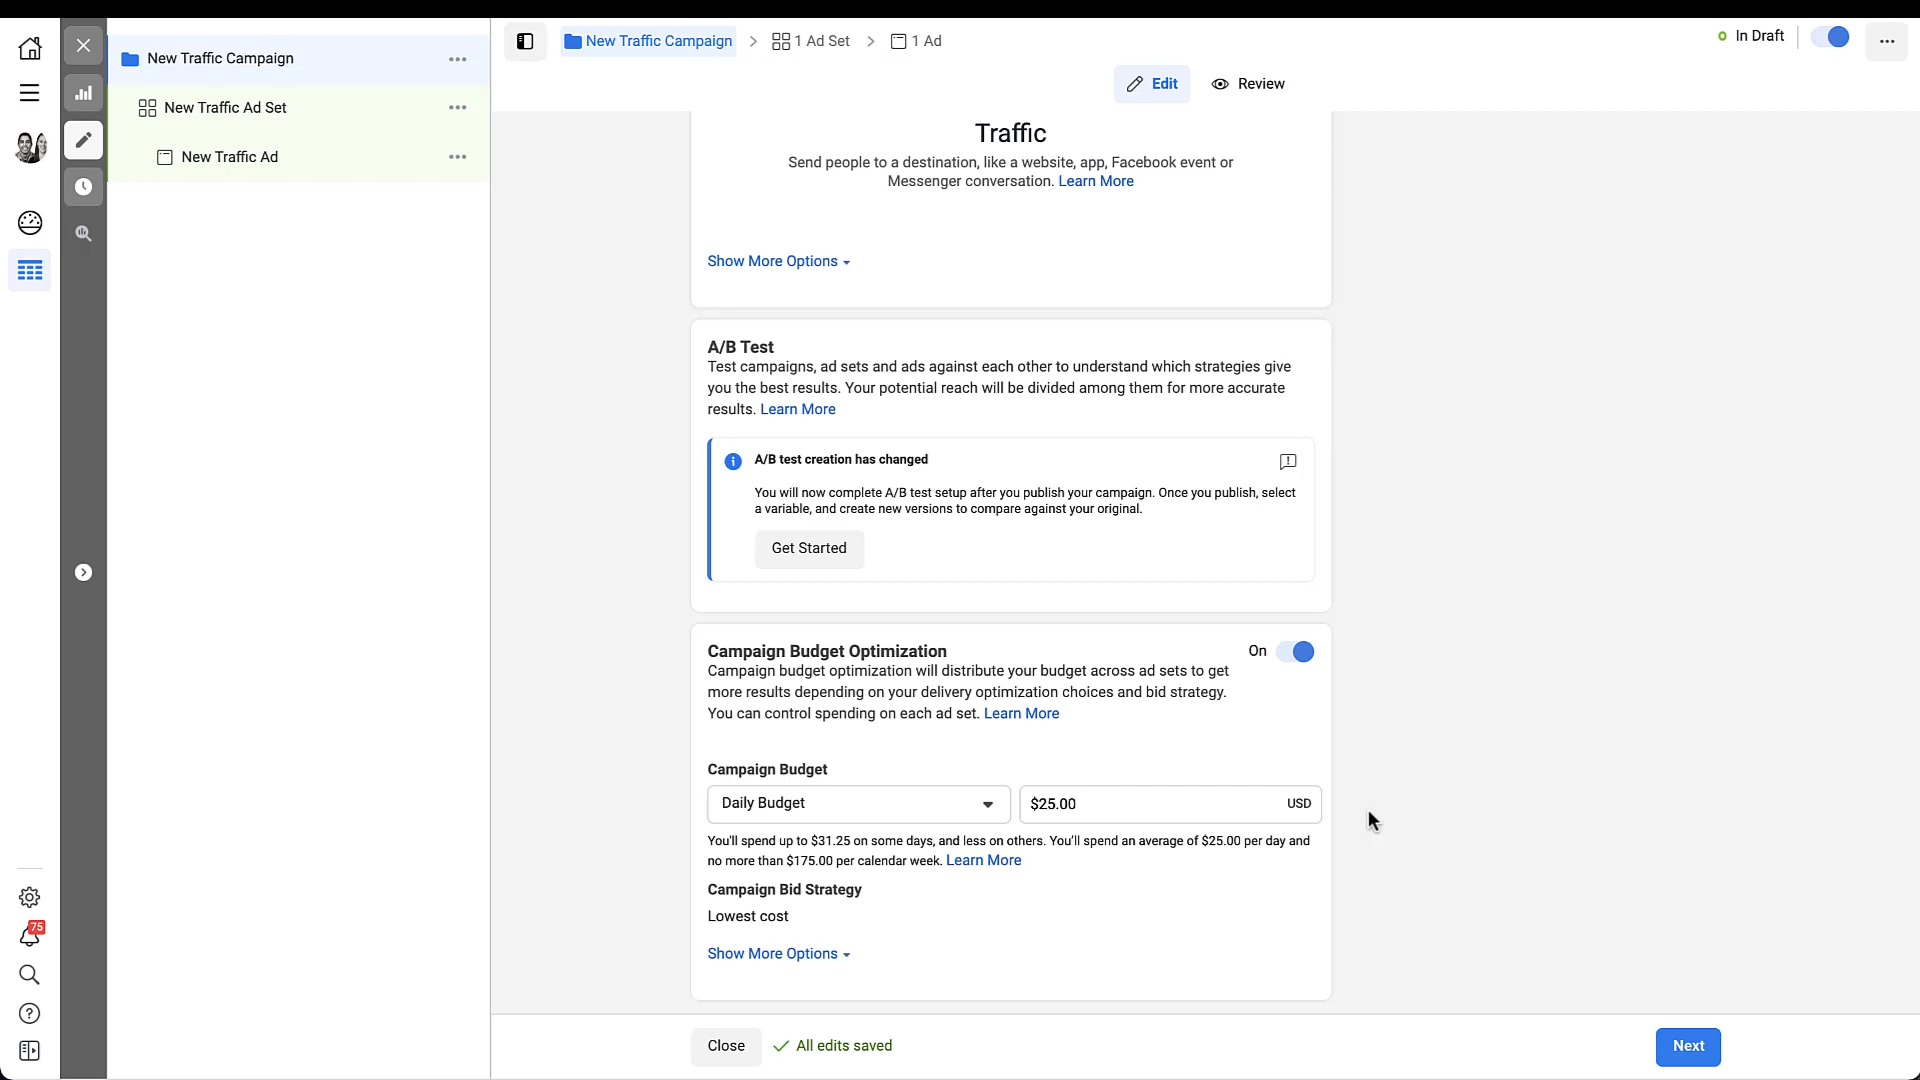 New Traffic Campaign
New Traffic Ad Set
New Traffic Ad
New Traffic Campaign
1 Ad Set
1 Ad
In Draft
Edit
Review
Traffic
Send people to a destination, like a website, app, Facebook event or
Messenger conversation. Learn More
Show More Options
A/B Test
Test campaigns, ad sets and ads against each other to understand which strategies give
you the best results. Your potential reach will be divided among them for more accurate
results. Learn More
A/B test creation has changed
You will now complete A/B test setup after you publish your campaign. Once you publish, select
a variable, and create new versions to compare against your original.
Get Started
Campaign Budget Optimization
On
Campaign budget optimization will distribute your budget across ad sets to get
more results depending on your delivery optimization choices and bid strategy.
You can control spending on each ad set. Learn More
Campaign Budget
Daily Budget
$25.00
USD
You'll spend up to $31.25 on some days, and less on others. You'll spend an average of $25.00 per day and
no more than $175.00 per calendar week. Learn More
Campaign Bid Strategy
Lowest cost
Show More Options
75
Close
All edits saved
Next